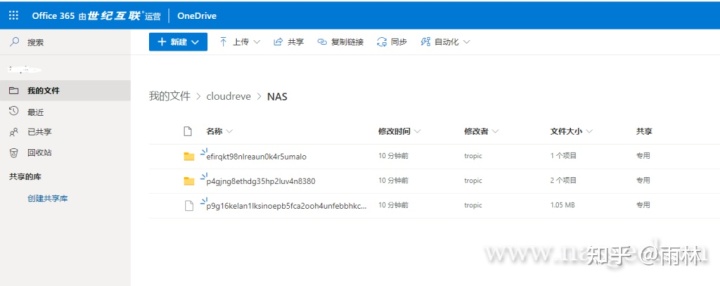 Office 365 由世纪互联运营 OneDrive
搜索 + 新建 上传 共享 复制链接 同步 自动化
我的文件
最近
已共享
回收站
共享的库
创建共享库
我的文件 > cloudreve > NAS
名称 修改时间 修改者 文件大小 共享
efirqkt98nlreaun0k4r5umalo 10 分钟前 tropic 1 个项目 专用
p4gjng8ethdg35hp2luv4n8380 10 分钟前 tropic 2 个项目 专用
p9g16kelan1lksinoepb5fca2ooh4unfebbhkc... 10 分钟前 tropic 1.05 MB 专用
知乎 @雨林